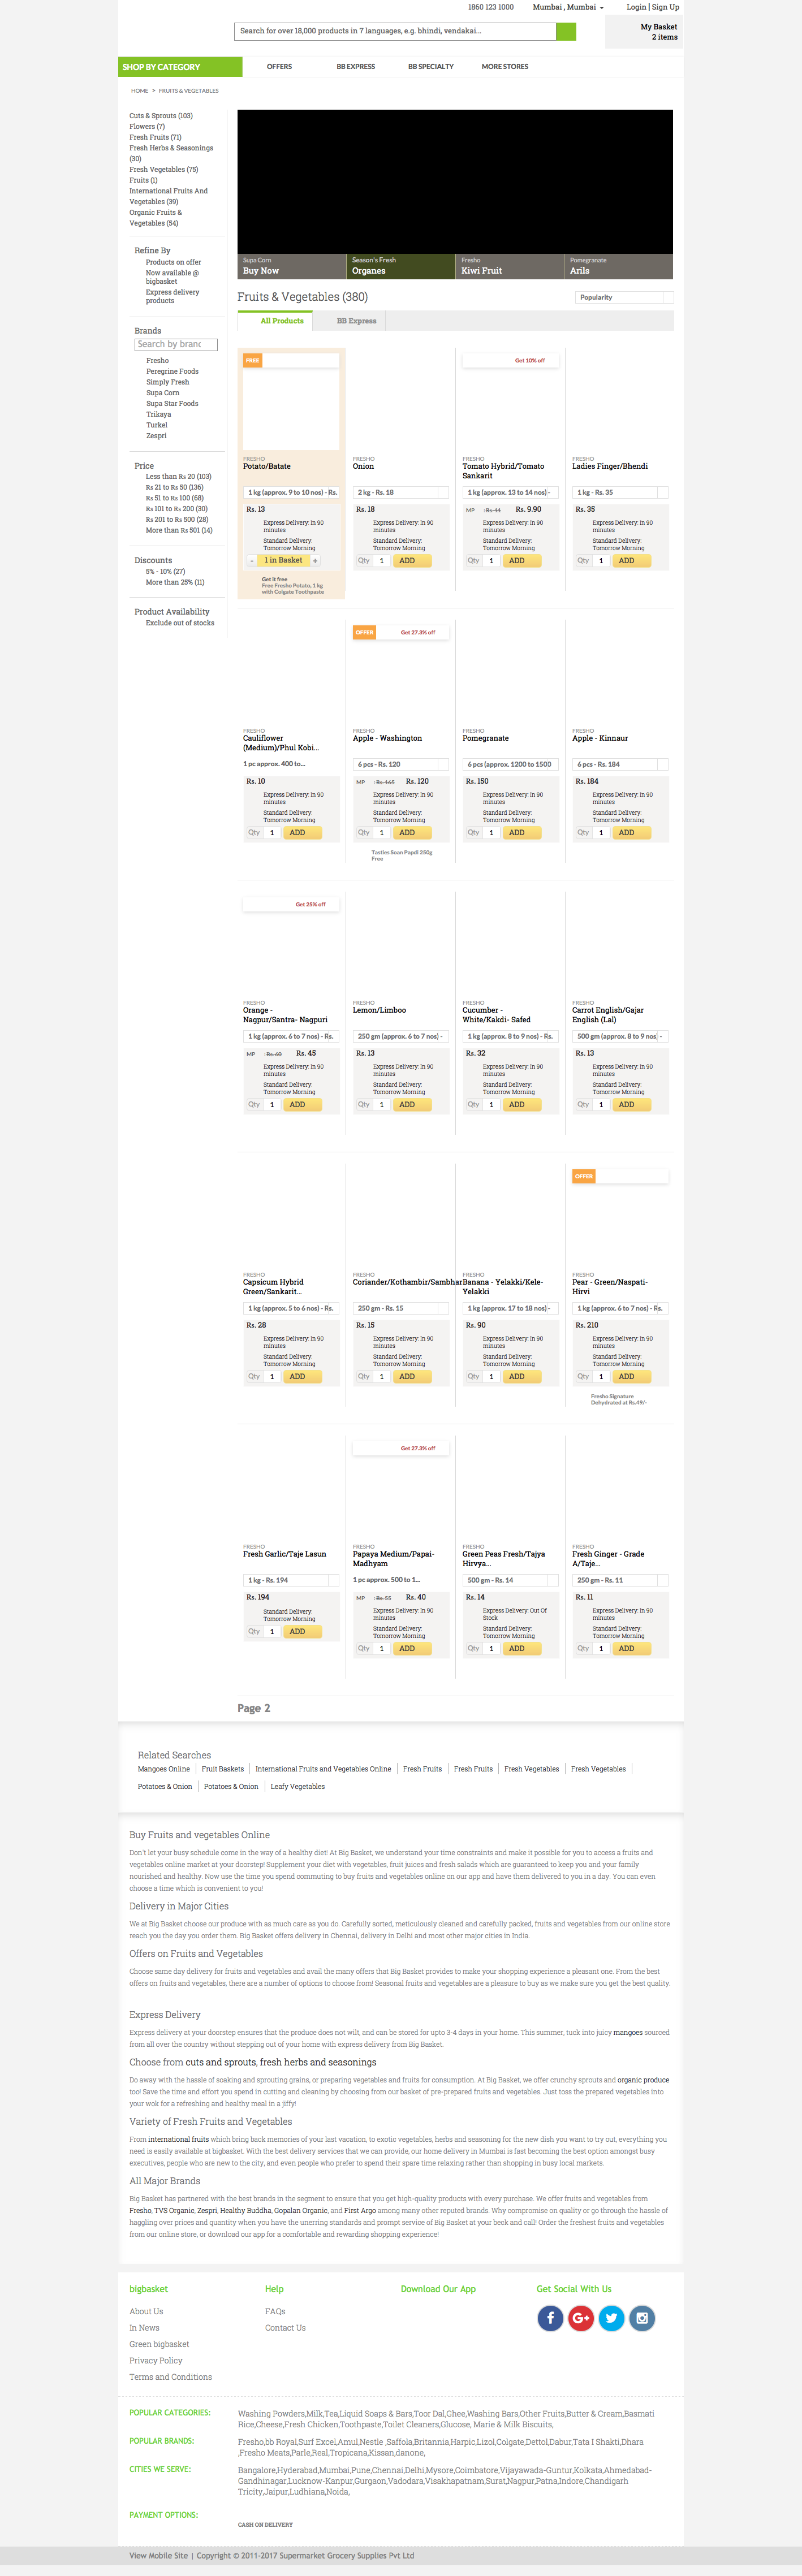 1860 123 1000
Mumbai , Mumbai
Login | Sign Up
Search for over 18,000 products in 7 languages, e.g. bhindi, vendakai...
My Basket
2 items
SHOP BY CATEGORY
OFFERS
BB EXPRESS
BB SPECIALTY
MORE STORES
HOME > FRUITS & VEGETABLES
Cuts & Sprouts (103)
Flowers (7)
Fresh Fruits (71)
Fresh Herbs & Seasonings
(30)
Fresh Vegetables (75)
Fruits (1)
International Fruits And
Vegetables (39)
Organic Fruits &
Vegetables (54)
Refine By
Products on offer
Now available @
bigbasket
Express delivery
products
Brands
Search by branc
Fresho
Peregrine Foods
Simply Fresh
Supa Corn
Supa Star Foods
Trikaya
Turkel
Zespri
Price
Less than Rs 20 (103)
Rs 21 to Rs 50 (136)
Rs 51 to Rs 100 (68)
Rs 101 to Rs 200 (30)
Rs 201 to Rs 500 (28)
More than Rs 501 (14)
Discounts
5% - 10% (27)
More than 25% (11)
Product Availability
Exclude out of stocks
Supa Corn
Buy Now
Season's Fresh
Organes
Fresho
Kiwi Fruit
Pomegranate
Arils
Fruits & Vegetables (380)
Popularity
All Products
BB Express
FREE
FRESHO
Potato/Batate
1 kg (approx. 9 to 10 nos) - Rs.
Rs. 13
Express Delivery: In 90
minutes
Standard Delivery:
Tomorrow Morning
- 1 in Basket +
Get It free
Free Fresho Potato, 1 kg
with Colgate Toothpaste
FRESHO
Onion
2 kg - Rs. 18
Rs. 18
Express Delivery: In 90
minutes
Standard Delivery:
Tomorrow Morning
Qty 1 ADD
Get 10% off
FRESHO
Tomato Hybrid/Tomato
Sankarit
1 kg (approx. 13 to 14 nos) -
MP : Rs. 11 Rs. 9.90
Express Delivery: In 90
minutes
Standard Delivery:
Tomorrow Morning
Qty 1 ADD
FRESHO
Ladies Finger/Bhendi
1 kg - Rs. 35
Rs. 35
Express Delivery: In 90
minutes
Standard Delivery:
Tomorrow Morning
Qty 1 ADD
FRESHO
Cauliflower
(Medium)/Phul Kobi...
1 pc approx. 400 to...
Rs. 10
Express Delivery: In 90
minutes
Standard Delivery:
Tomorrow Morning
Qty 1 ADD
OFFER Get 27.3% off
FRESHO
Apple - Washington
6 pcs - Rs. 120
MP : Rs. 165 Rs. 120
Express Delivery: In 90
minutes
Standard Delivery:
Tomorrow Morning
Qty 1 ADD
Tasties Soan Papdi 250g
Free
FRESHO
Pomegranate
6 pcs (approx. 1200 to 1500
Rs. 150
Express Delivery: In 90
minutes
Standard Delivery:
Tomorrow Morning
Qty 1 ADD
FRESHO
Apple - Kinnaur
6 pcs - Rs. 184
Rs. 184
Express Delivery: In 90
minutes
Standard Delivery:
Tomorrow Morning
Qty 1 ADD
Get 25% off
FRESHO
Orange -
Nagpur/Santra- Nagpuri
1 kg (approx. 6 to 7 nos) - Rs.
MP : Rs. 60 Rs. 45
Express Delivery: In 90
minutes
Standard Delivery:
Tomorrow Morning
Qty 1 ADD
FRESHO
Lemon/Limboo
250 gm (approx. 6 to 7 nos) -
Rs. 13
Express Delivery: In 90
minutes
Standard Delivery:
Tomorrow Morning
Qty 1 ADD
FRESHO
Cucumber -
White/Kakdi- Safed
1 kg (approx. 8 to 9 nos) - Rs.
Rs. 32
Express Delivery: In 90
minutes
Standard Delivery:
Tomorrow Morning
Qty 1 ADD
FRESHO
Carrot English/Gajar
English (Lal)
500 gm (approx. 8 to 9 nos) -
Rs. 13
Express Delivery: In 90
minutes
Standard Delivery:
Tomorrow Morning
Qty 1 ADD
FRESHO
Capsicum Hybrid
Green/Sankarit...
1 kg (approx. 5 to 6 nos) - Rs.
Rs. 28
Express Delivery: In 90
minutes
Standard Delivery:
Tomorrow Morning
Qty 1 ADD
FRESHO
Coriander/Kothambir/Sambhar
250 gm - Rs. 15
Rs. 15
Express Delivery: In 90
minutes
Standard Delivery:
Tomorrow Morning
Qty 1 ADD
FRESHO
Banana - Yelakki/Kele-
Yelakki
1 kg (approx. 17 to 18 nos) -
Rs. 90
Express Delivery: In 90
minutes
Standard Delivery:
Tomorrow Morning
Qty 1 ADD
OFFER
FRESHO
Pear - Green/Naspati-
Hirvi
1 kg (approx. 6 to 7 nos) - Rs.
Rs. 210
Express Delivery: In 90
minutes
Standard Delivery:
Tomorrow Morning
Qty 1 ADD
Fresho Signature
Dehydrated at Rs.49/-
FRESHO
Fresh Garlic/Taje Lasun
1 kg - Rs. 194
Rs. 194
Standard Delivery:
Tomorrow Morning
Qty 1 ADD
Get 27.3% off
FRESHO
Papaya Medium/Papai-
Madhyam
1 pc approx. 500 to 1...
MP : Rs. 55 Rs. 40
Express Delivery: In 90
minutes
Standard Delivery:
Tomorrow Morning
Qty 1 ADD
FRESHO
Green Peas Fresh/Tajya
Hirvya...
500 gm - Rs. 14
Rs. 14
Express Delivery: Out Of
Stock
Standard Delivery:
Tomorrow Morning
Qty 1 ADD
FRESHO
Fresh Ginger - Grade
A/Taje...
250 gm - Rs. 11
Rs. 11
Express Delivery: In 90
minutes
Standard Delivery:
Tomorrow Morning
Qty 1 ADD
Page 2
Related Searches
Mangoes Online | Fruit Baskets | International Fruits and Vegetables Online | Fresh Fruits | Fresh Fruits | Fresh Vegetables | Fresh Vegetables |
Potatoes & Onion | Potatoes & Onion | Leafy Vegetables
Buy Fruits and vegetables Online
Don't let your busy schedule come in the way of a healthy diet! At Big Basket, we understand your time constraints and make it possible for you to access a fruits and
vegetables online market at your doorstep! Supplement your diet with vegetables, fruit juices and fresh salads which are guaranteed to keep you and your family
nourished and healthy. Now use the time you spend commuting to buy fruits and vegetables online on our app and have them delivered to you in a day. You can even
choose a time which is convenient to you!
Delivery in Major Cities
We at Big Basket choose our produce with as much care as you do. Carefully sorted, meticulously cleaned and carefully packed, fruits and vegetables from our online store
reach you the day you order them. Big Basket offers delivery in Chennai, delivery in Delhi and most other major cities in India.
Offers on Fruits and Vegetables
Choose same day delivery for fruits and vegetables and avail the many offers that Big Basket provides to make your shopping experience a pleasant one. From the best
offers on fruits and vegetables, there are a number of options to choose from! Seasonal fruits and vegetables are a pleasure to buy as we make sure you get the best quality.
Express Delivery
Express delivery at your doorstep ensures that the produce does not wilt, and can be stored for upto 3-4 days in your home. This summer, tuck into juicy mangoes sourced
from all over the country without stepping out of your home with express delivery from Big Basket.
Choose from cuts and sprouts, fresh herbs and seasonings
Do away with the hassle of soaking and sprouting grains, or preparing vegetables and fruits for consumption. At Big Basket, we offer crunchy sprouts and organic produce
too! Save the time and effort you spend in cutting and cleaning by choosing from our basket of pre-prepared fruits and vegetables. Just toss the prepared vegetables into
your wok for a refreshing and healthy meal in a jiffy!
Variety of Fresh Fruits and Vegetables
From international fruits which bring back memories of your last vacation, to exotic vegetables, herbs and seasoning for the new dish you want to try out, everything you
need is easily available at bigbasket. With the best delivery services that we can provide, our home delivery in Mumbai is fast becoming the best option amongst busy
executives, people who are new to the city, and even people who prefer to spend their spare time relaxing rather than shopping in busy local markets.
All Major Brands
Big Basket has partnered with the best brands in the segment to ensure that you get high-quality products with every purchase. We offer fruits and vegetables from
Fresho, TVS Organic, Zespri, Healthy Buddha, Gopalan Organic, and First Argo among many other reputed brands. Why compromise on quality or go through the hassle of
haggling over prices and quantity when you have the unerring standards and prompt service of Big Basket at your beck and call! Order the freshest fruits and vegetables
from our online store, or download our app for a comfortable and rewarding shopping experience!
bigbasket
About Us
In News
Green bigbasket
Privacy Policy
Terms and Conditions
Help
FAQs
Contact Us
Download Our App
Get Social With Us
POPULAR CATEGORIES:
Washing Powders,Milk,Tea,Liquid Soaps & Bars,Toor Dal,Ghee,Washing Bars,Other Fruits,Butter & Cream,Basmati
Rice,Cheese,Fresh Chicken,Toothpaste,Toilet Cleaners,Glucose, Marie & Milk Biscuits,
POPULAR BRANDS:
Fresho,bb Royal,Surf Excel,Amul,Nestle ,Saffola,Britannia,Harpic,Lizol,Colgate,Dettol,Dabur,Tata I Shakti,Dhara
,Fresho Meats,Parle,Real,Tropicana,Kissan,danone,
CITIES WE SERVE:
Bangalore,Hyderabad,Mumbai,Pune,Chennai,Delhi,Mysore,Coimbatore,Vijayawada-Guntur,Kolkata,Ahmedabad-
Gandhinagar,Lucknow-Kanpur,Gurgaon,Vadodara,Visakhapatnam,Surat,Nagpur,Patna,Indore,Chandigarh
Tricity,Jaipur,Ludhiana,Noida,
PAYMENT OPTIONS:
CASH ON DELIVERY
View Mobile Site | Copyright © 2011-2017 Supermarket Grocery Supplies Pvt Ltd